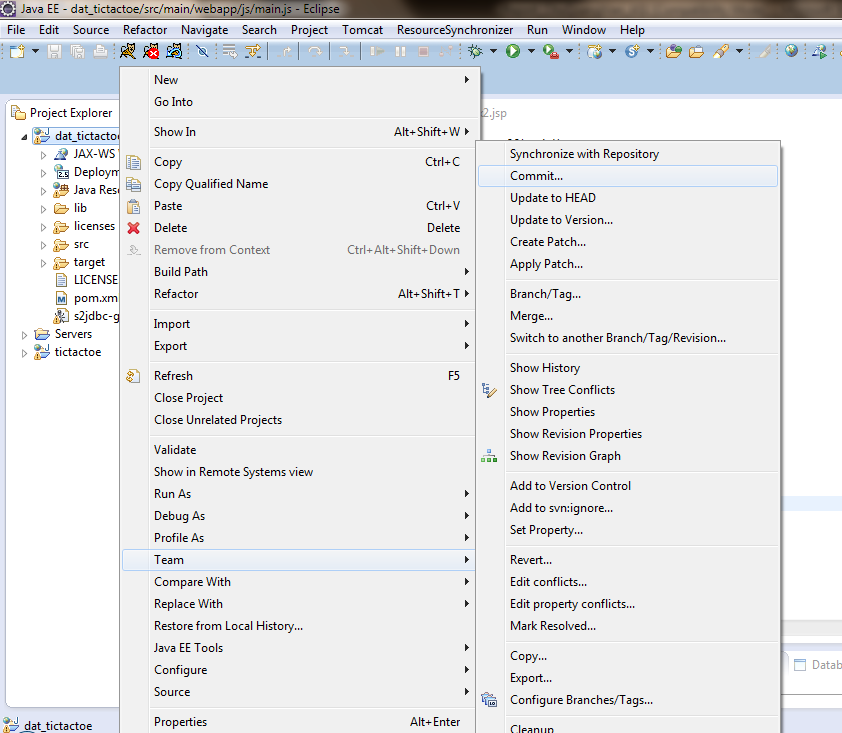 Java EE - dat_tictactoe/src/main/webapp/js/main.js - Eclipse
File Edit Source Refactor Navigate Search Project Tomcat ResourceSynchronizer Run Window Help
Project Explorer
dat_tictactoe
JAX-WS
Deploym
Java Res
lib
licenses
src
target
LICENSE
pom.xm
s2jdbc-g
Servers
tictactoe
New
Go Into
Show In Alt+Shift+W
Copy Ctrl+C
Copy Qualified Name
Paste Ctrl+V
Delete Delete
Remove from Context Ctrl+Alt+Shift+Down
Build Path
Refactor Alt+Shift+T
Import
Export
Refresh F5
Close Project
Close Unrelated Projects
Validate
Show in Remote Systems view
Run As
Debug As
Profile As
Team
Compare With
Replace With
Restore from Local History...
Java EE Tools
Configure
Source
Properties Alt+Enter
2.jsp
Synchronize with Repository
Commit...
Update to HEAD
Update to Version...
Create Patch...
Apply Patch...
Branch/Tag...
Merge...
Switch to another Branch/Tag/Revision...
Show History
Show Tree Conflicts
Show Properties
Show Revision Properties
Show Revision Graph
Add to Version Control
Add to svn:ignore...
Set Property...
Revert...
Edit conflicts...
Edit property conflicts...
Mark Resolved...
Copy...
Export...
Configure Branches/Tags...
Cleanup
Datab
dat_tictactoe